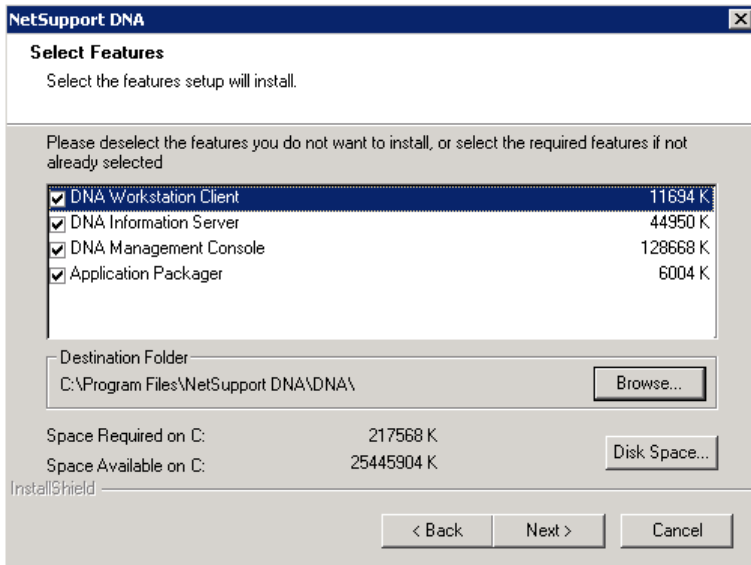 NetSupport DNA
Select Features
Select the features setup will install.
Please deselect the features you do not want to install, or select the required features if not
already selected
DNA Workstation Client 11694 K
DNA Information Server 44950 K
DNA Management Console 128668 K
Application Packager 6004 K
Destination Folder
C:\Program Files\NetSupport DNA\DNA\
Browse...
Space Required on C: 217568 K
Space Available on C: 25445904 K
Disk Space...
InstallShield
< Back Next > Cancel